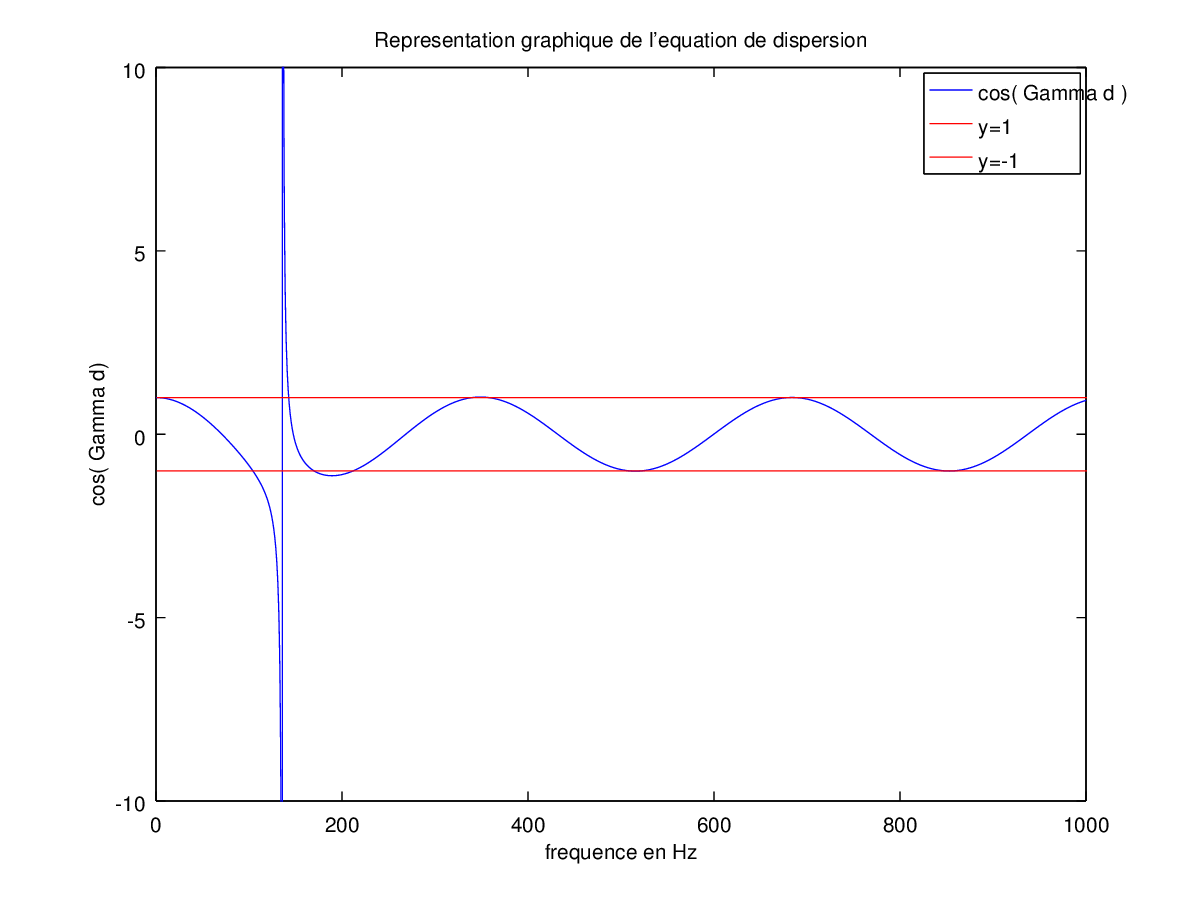 Representation graphique de l'equation de dispersion
10
5
0
-5
-10
cos( Gamma d)
cos( Gamma d )
y=1
y=-1
0 200 400 600 800 1000
frequence en Hz